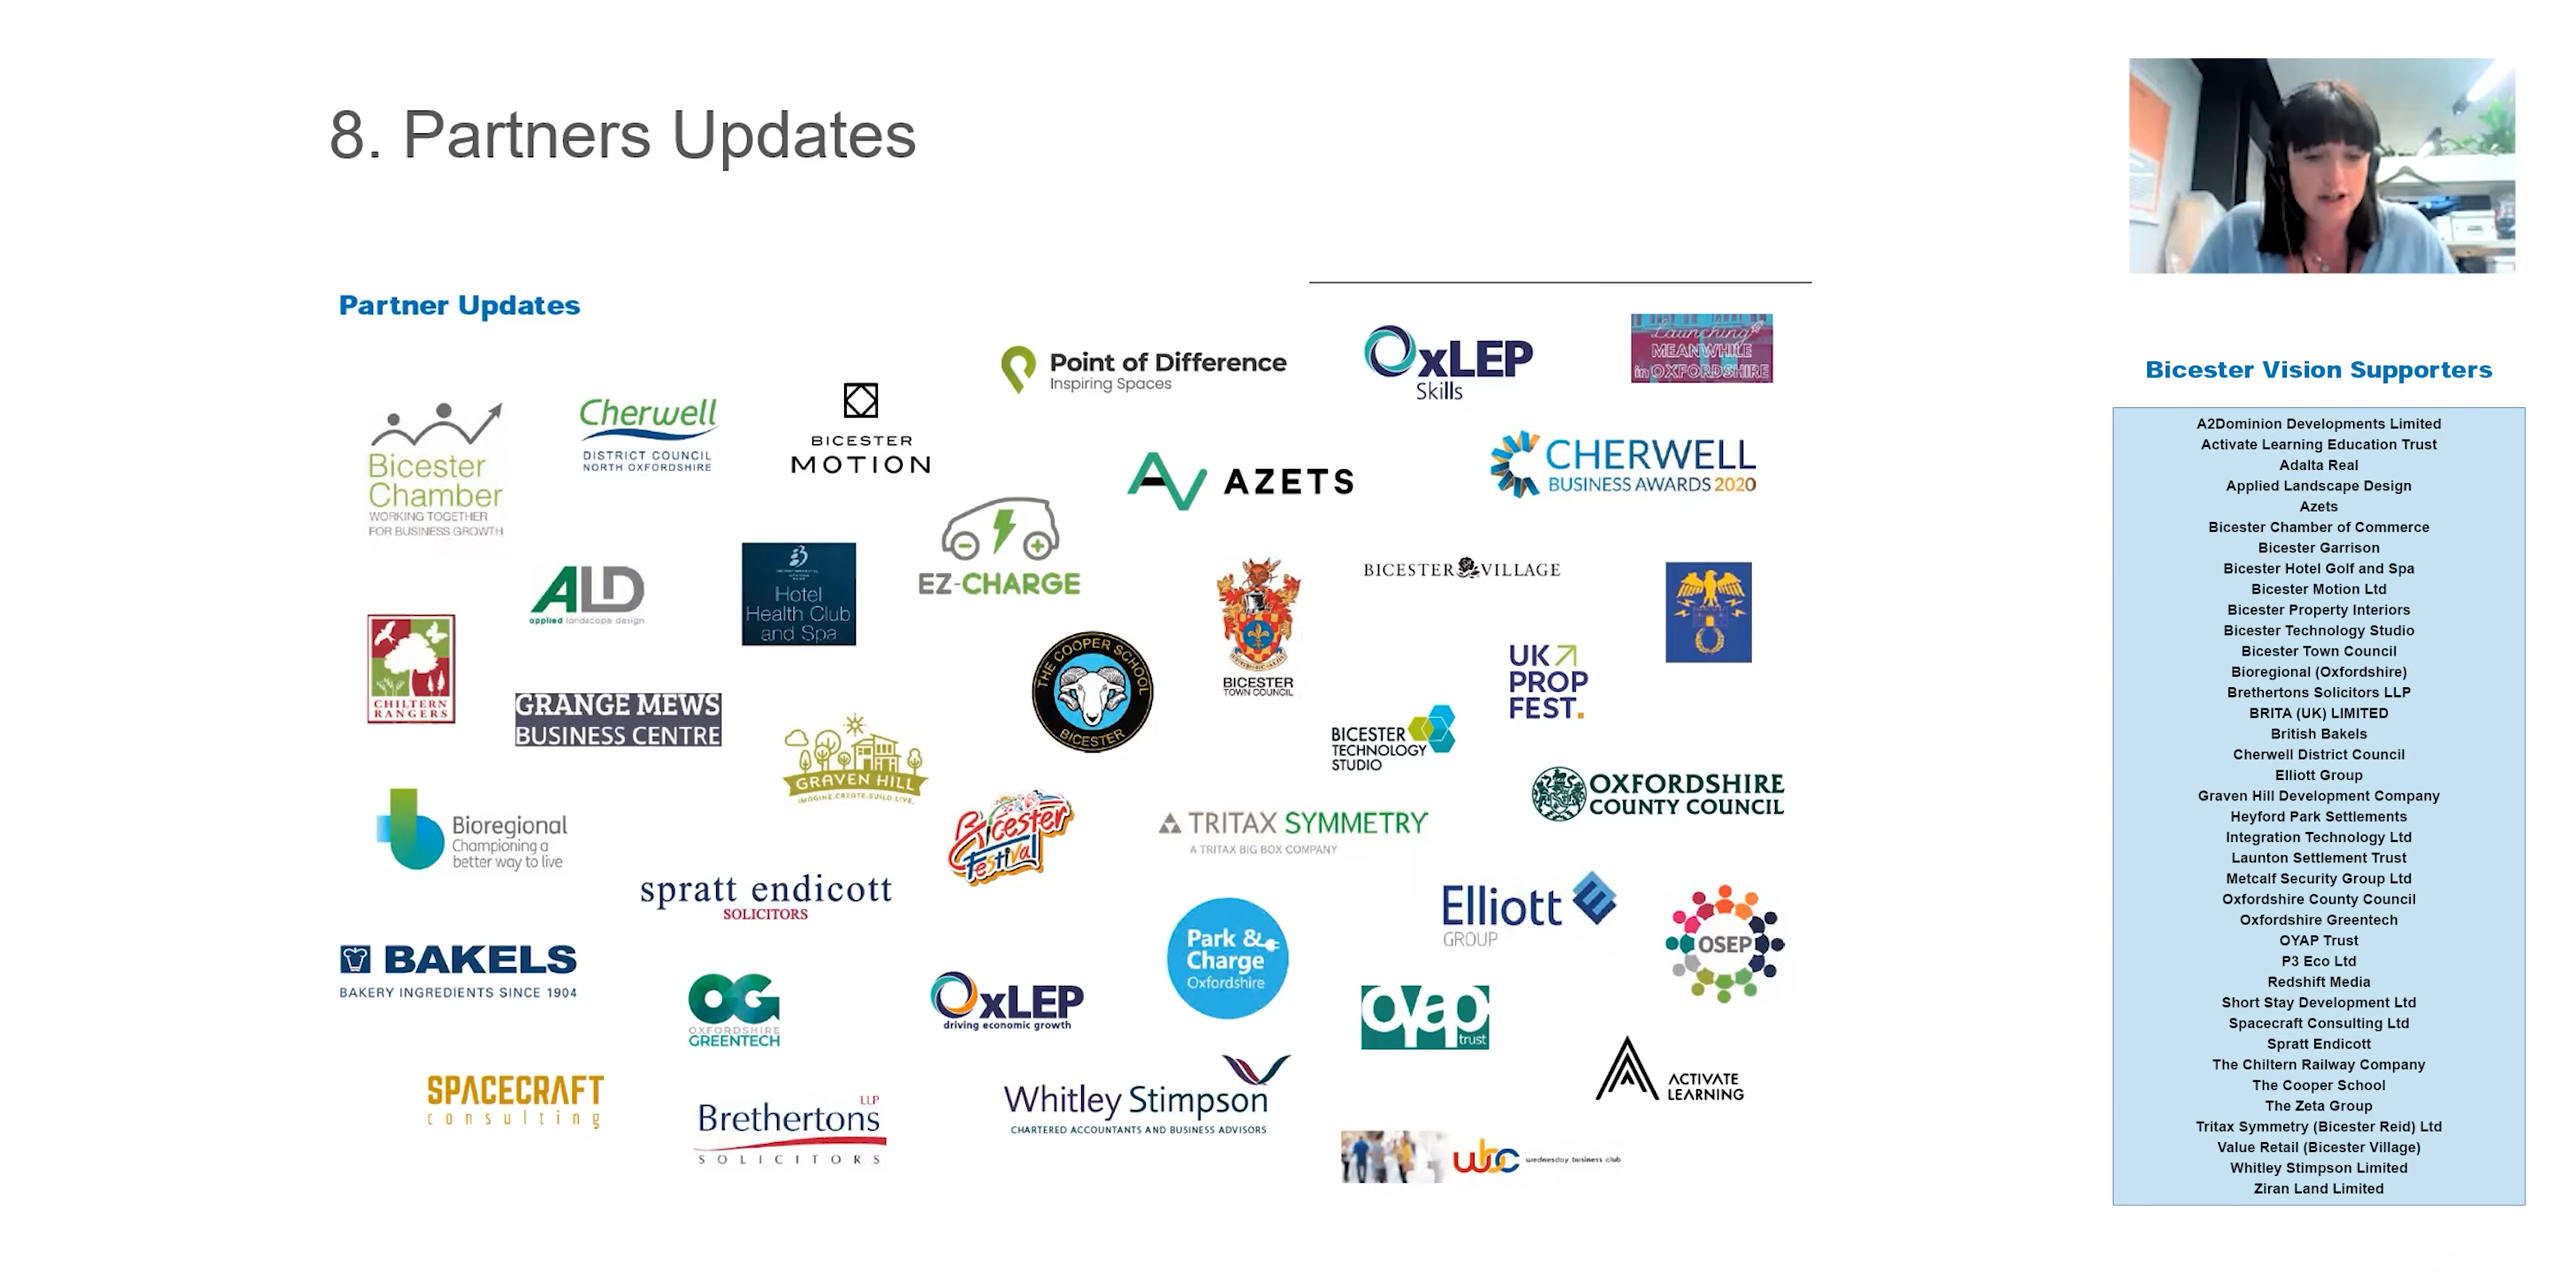 8. Partners Updates
Partner Updates
Point of Difference
Inspiring Spaces
OxLEP
Skills
Launching
MEANWHILE
in OXFORDSHIRE
Bicester
Chamber
WORKING TOGETHER
FOR BUSINESS GROWTH
Cherwell
DISTRICT COUNCIL
NORTH OXFORDSHIRE
BICESTER
MOTION
AZETS
CHERWELL
BUSINESS AWARDS 2020
EZ-CHARGE
ALD
applied landscape design
Hotel
Health Club
and Spa
BICESTER
TOWN COUNCIL
BICESTER VILLAGE
CHILTERN
RANGERS
GRANGE MEWS
BUSINESS CENTRE
THE COOPER SCHOOL
BICESTER
UK
PROP
FEST.
GRAVEN HILL
IMAGINE.CREATE.BUILD.LIVE.
BICESTER
TECHNOLOGY
STUDIO
OXFORDSHIRE
COUNTY COUNCIL
Bioregional
Championing a
better way to live
Bicester
Festival
TRITAX SYMMETRY
A TRITAX BIG BOX COMPANY
spratt endicott
SOLICITORS
Elliott
GROUP
Park &
Charge
Oxfordshire
OSEP
BAKELS
BAKERY INGREDIENTS SINCE 1904
OG
OXFORDSHIRE
GREENTECH
OxLEP
driving economic growth
oyap
trust
SPACECRAFT
consulting
Brethertons LLP
SOLICITORS
Whitley Stimpson
CHARTERED ACCOUNTANTS AND BUSINESS ADVISORS
ACTIVATE
LEARNING
wbc wednesday business club
Bicester Vision Supporters
A2Dominion Developments Limited
Activate Learning Education Trust
Adalta Real
Applied Landscape Design
Azets
Bicester Chamber of Commerce
Bicester Garrison
Bicester Hotel Golf and Spa
Bicester Motion Ltd
Bicester Property Interiors
Bicester Technology Studio
Bicester Town Council
Bioregional (Oxfordshire)
Brethertons Solicitors LLP
BRITA (UK) LIMITED
British Bakels
Cherwell District Council
Elliott Group
Graven Hill Development Company
Heyford Park Settlements
Integration Technology Ltd
Launton Settlement Trust
Metcalf Security Group Ltd
Oxfordshire County Council
Oxfordshire Greentech
OYAP Trust
P3 Eco Ltd
Redshift Media
Short Stay Development Ltd
Spacecraft Consulting Ltd
Spratt Endicott
The Chiltern Railway Company
The Cooper School
The Zeta Group
Tritax Symmetry (Bicester Reid) Ltd
Value Retail (Bicester Village)
Whitley Stimpson Limited
Ziran Land Limited